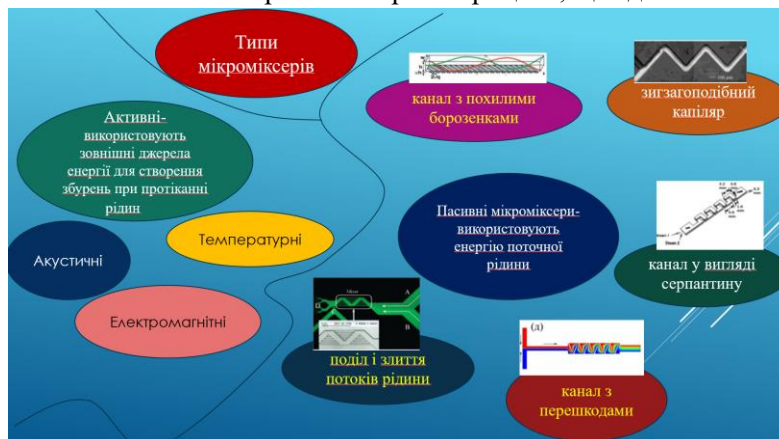 Типи
мікроміксерів
канал з похилими
борозенками
зигзагоподібний
капіляр
Активні-
використовують
зовнішні джерела
енергії для створення
збурень при протіканні
рідин
Пасивні мікроміксери-
використовують
енергію поточної
рідини
Температурні
Акустичні
канал у вигляді
серпантину
Електромагнітні
A
B
поділ і злиття
потоків рідини
(д)
канал з
перешкодами